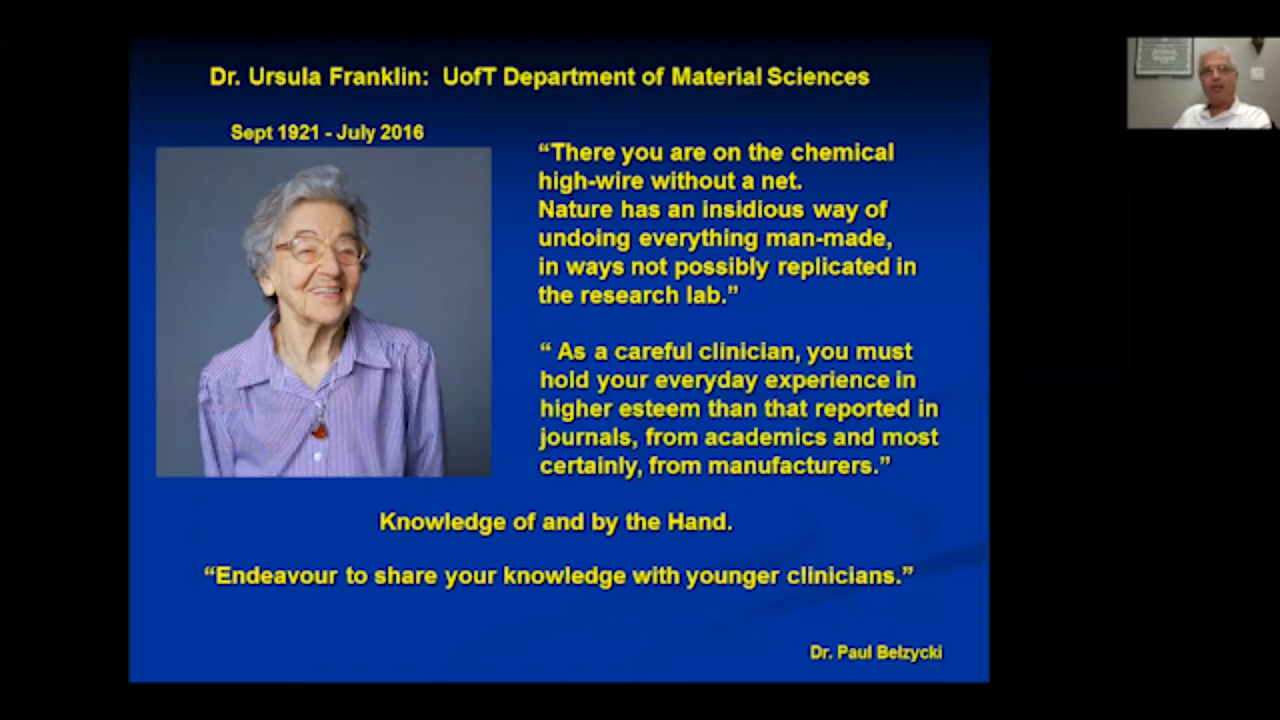 Dr. Ursula Franklin: UofT Department of Material Sciences
Sept 1921 - July 2016
“There you are on the chemical
high-wire without a net.
Nature has an insidious way of
undoing everything man-made,
in ways not possibly replicated in
the research lab.”
“ As a careful clinician, you must
hold your everyday experience in
higher esteem than that reported in
journals, from academics and most
certainly, from manufacturers.”
Knowledge of and by the Hand.
“Endeavour to share your knowledge with younger clinicians.”
Dr. Paul Belzycki